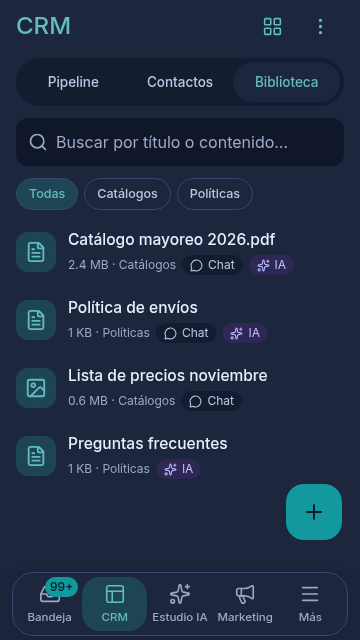 CRM
Pipeline Contactos Biblioteca
Buscar por título o contenido...
Todas Catálogos Políticas
Catálogo mayoreo 2026.pdf
2.4 MB · Catálogos Chat IA
Política de envíos
1 KB · Políticas Chat IA
Lista de precios noviembre
0.6 MB · Catálogos Chat
Preguntas frecuentes
1 KB · Políticas IA
99+
Bandeja CRM Estudio IA Marketing Más